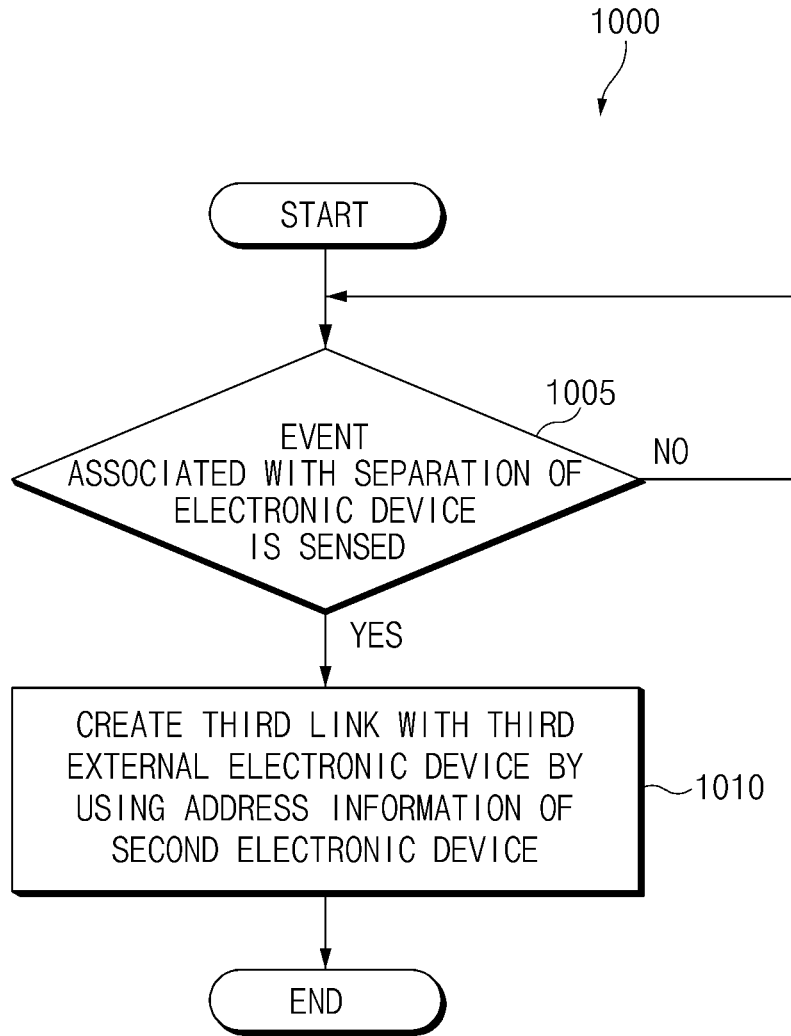 1000
START
1005
EVENT
ASSOCIATED WITH SEPARATION OF
ELECTRONIC DEVICE
IS SENSED
NO
YES
CREATE THIRD LINK WITH THIRD
EXTERNAL ELECTRONIC DEVICE BY
USING ADDRESS INFORMATION OF
SECOND ELECTRONIC DEVICE
1010
END